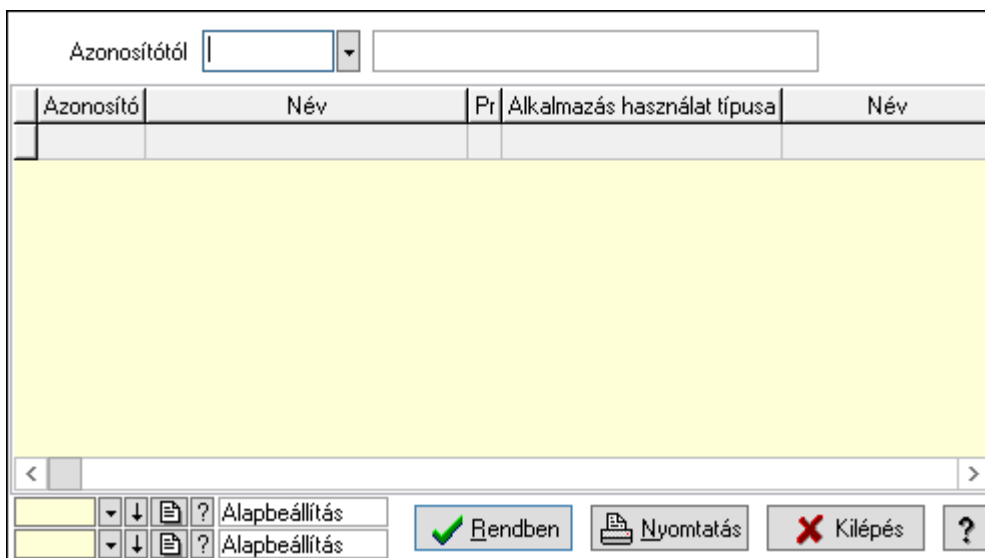 Azonosítótól
Azonosító Név Pr Alkalmazás használat típusa Név
? Alapbeállítás
? Alapbeállítás
Rendben Nyomtatás Kilépés ?